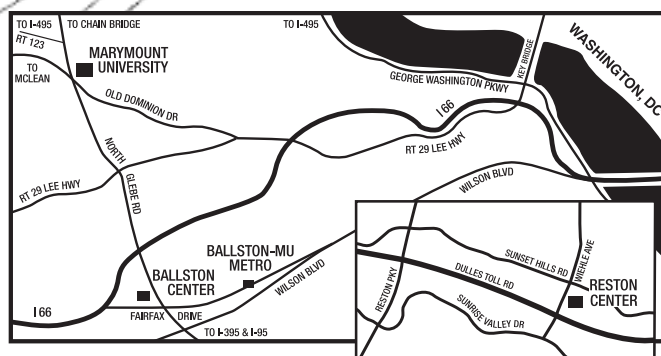 TO I-495
TO CHAIN BRIDGE
TO I-495
RT 123
MARYMOUNT
UNIVERSITY
TO
MCLEAN
OLD DOMINION DR
GEORGE WASHINGTON PKWY
KEY BRIDGE
WASHINGTON, DC
NORTH
GLEBE RD
I 66
RT 29 LEE HWY
RT 29 LEE HWY
WILSON BLVD
BALLSTON-MU
METRO
BALLSTON
CENTER
WILSON BLVD
I 66
FAIRFAX DRIVE
TO I-395 & I-95
RESTON PKY
SUNSET HILLS RD
WIEHLE AVE
DULLES TOLL RD
RESTON
CENTER
SUNRISE VALLEY DR